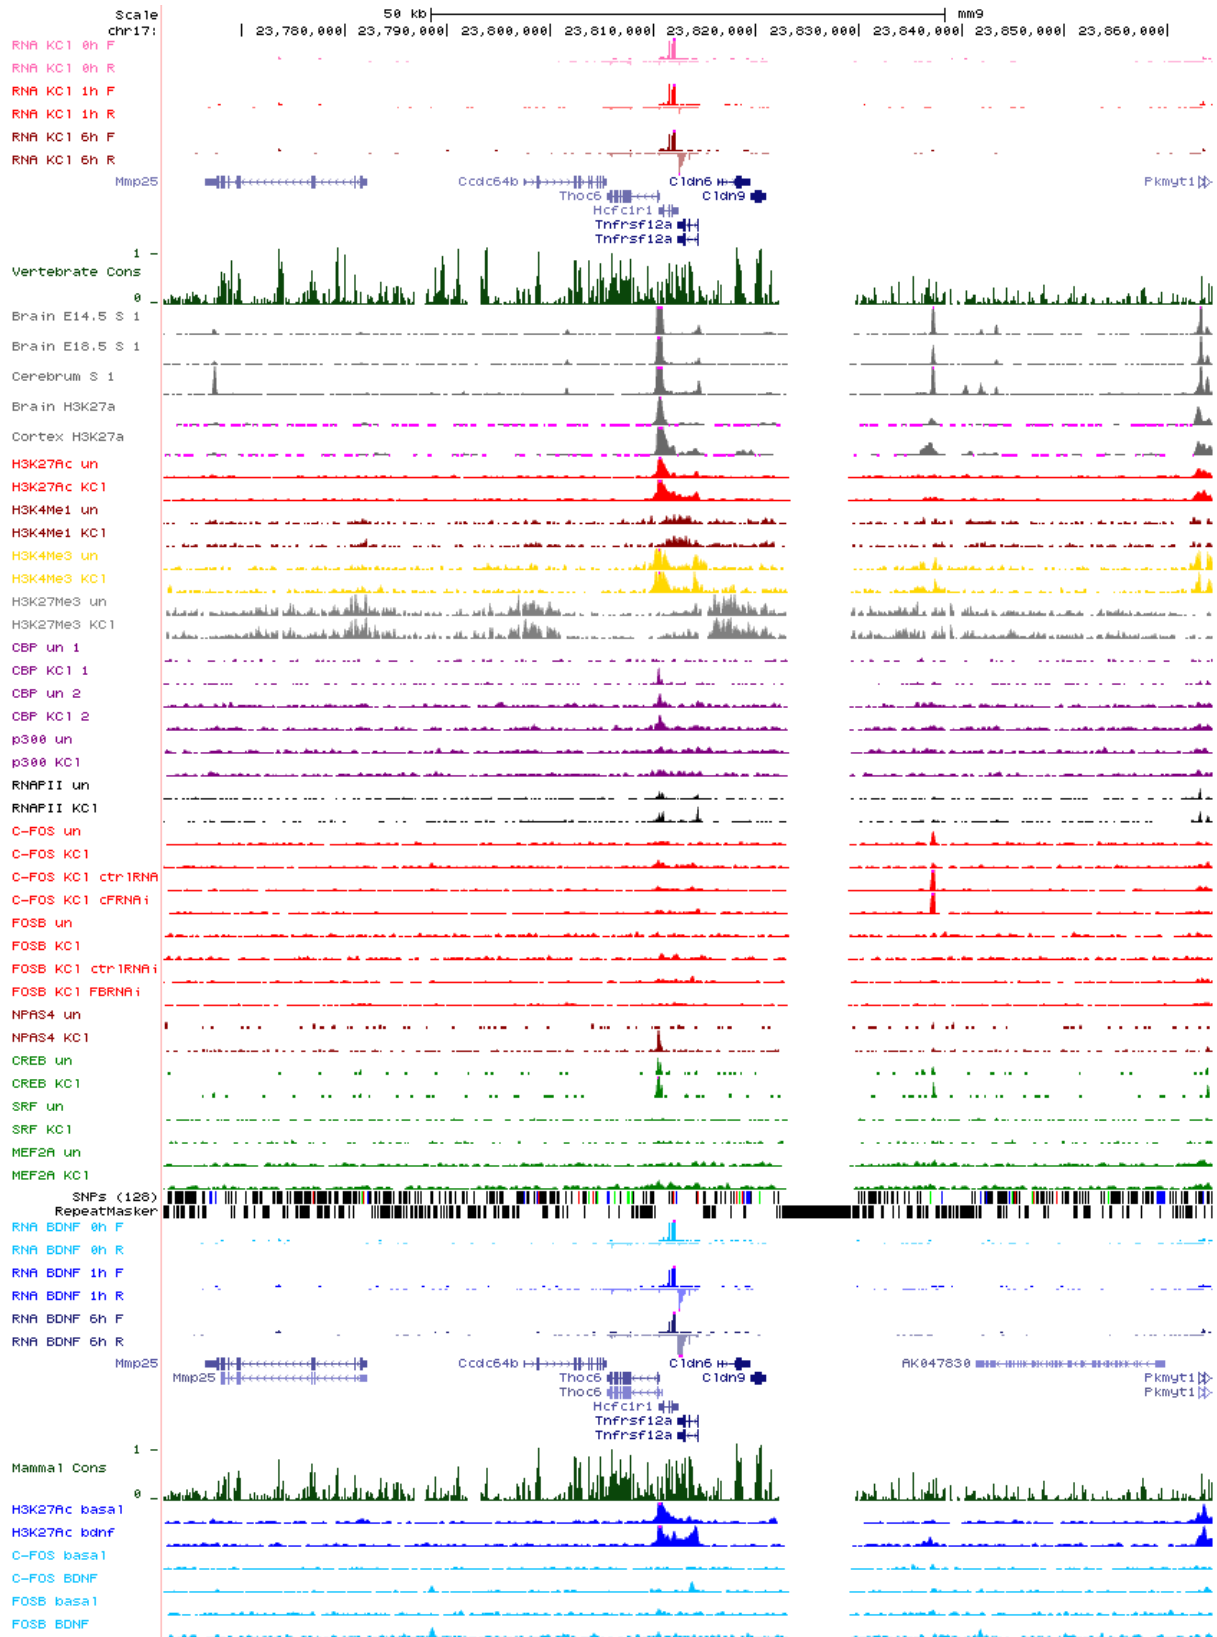 Scale 50 kb mm9
chr17: 23,780,000 23,790,000 23,800,000 23,810,000 23,820,000 23,830,000 23,840,000 23,850,000 23,860,000
RNA KCl 0h F
RNA KCl 0h R
RNA KCl 1h F
RNA KCl 1h R
RNA KCl 6h F
RNA KCl 6h R
Mmp25 Ccdc64b Cldn6 Pkmyt1
Thoc6 Cldn9
Hcfc1r1
Tnfrsf12a
Tnfrsf12a
1
Vertebrate Cons
0
Brain E14.5 S 1
Brain E18.5 S 1
Cerebrum S 1
Brain H3K27a
Cortex H3K27a
H3K27Ac un
H3K27Ac KCl
H3K4Me1 un
H3K4Me1 KCl
H3K4Me3 un
H3K4Me3 KCl
H3K27Me3 un
H3K27Me3 KCl
CBP un 1
CBP KCl 1
CBP un 2
CBP KCl 2
p300 un
p300 KCl
RNAPII un
RNAPII KCl
C-FOS un
C-FOS KCl
C-FOS KCl ctrlRNA
C-FOS KCl cFRNAi
FOSB un
FOSB KCl
FOSB KCl ctrlRNAi
FOSB KCl FBRNAi
NPAS4 un
NPAS4 KCl
CREB un
CREB KCl
SRF un
SRF KCl
MEF2A un
MEF2A KCl
SNPs (128)
RepeatMasker
RNA BDNF 0h F
RNA BDNF 0h R
RNA BDNF 1h F
RNA BDNF 1h R
RNA BDNF 6h F
RNA BDNF 6h R
Mmp25 Ccdc64b Cldn6 AK047830
Mmp25 Thoc6 Cldn9 Pkmyt1
Thoc6 Pkmyt1
Hcfc1r1
Tnfrsf12a
Tnfrsf12a
1
Mammal Cons
0
H3K27Ac basal
H3K27Ac bdnf
C-FOS basal
C-FOS BDNF
FOSB basal
FOSB BDNF